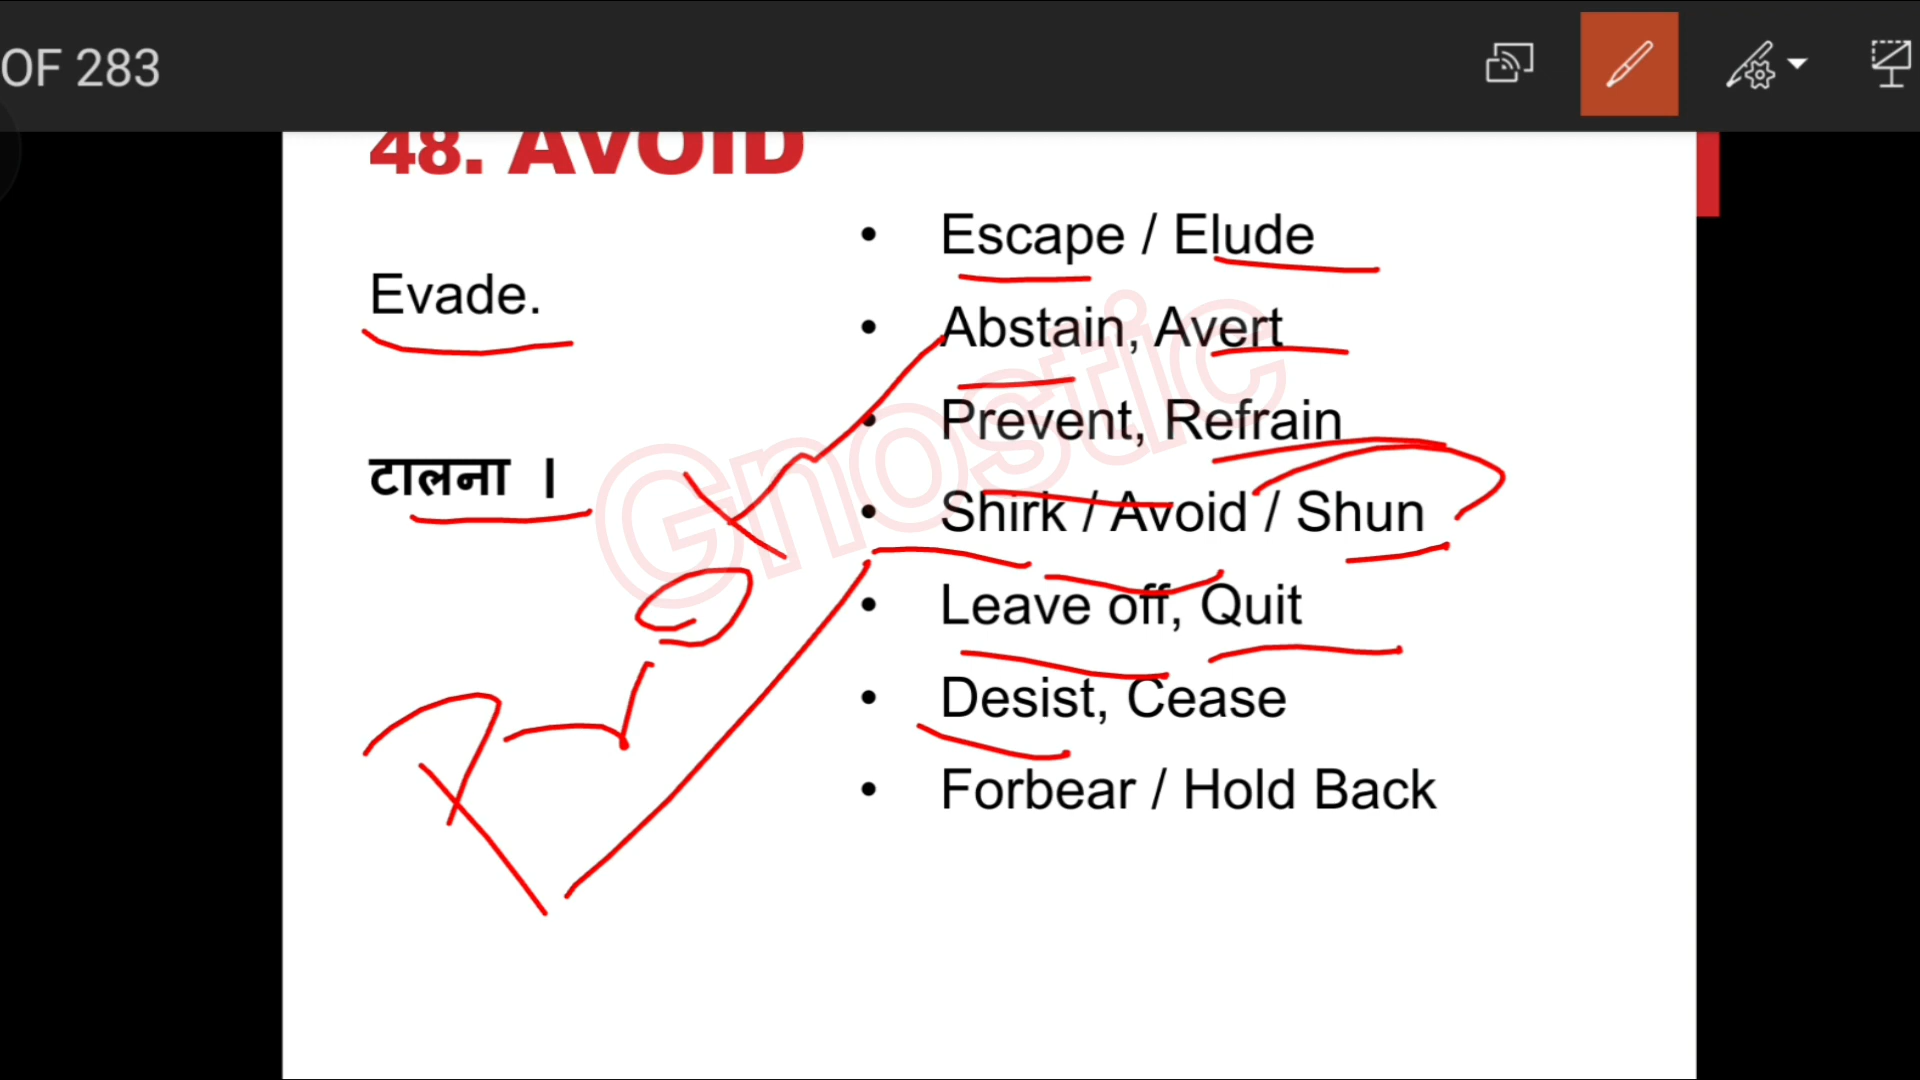 OF 283
48. AVOID
Evade.
टालना ।
• Escape / Elude
• Abstain, Avert
• Prevent, Refrain
• Shirk / Avoid / Shun
• Leave off, Quit
• Desist, Cease
• Forbear / Hold Back
Gnostic